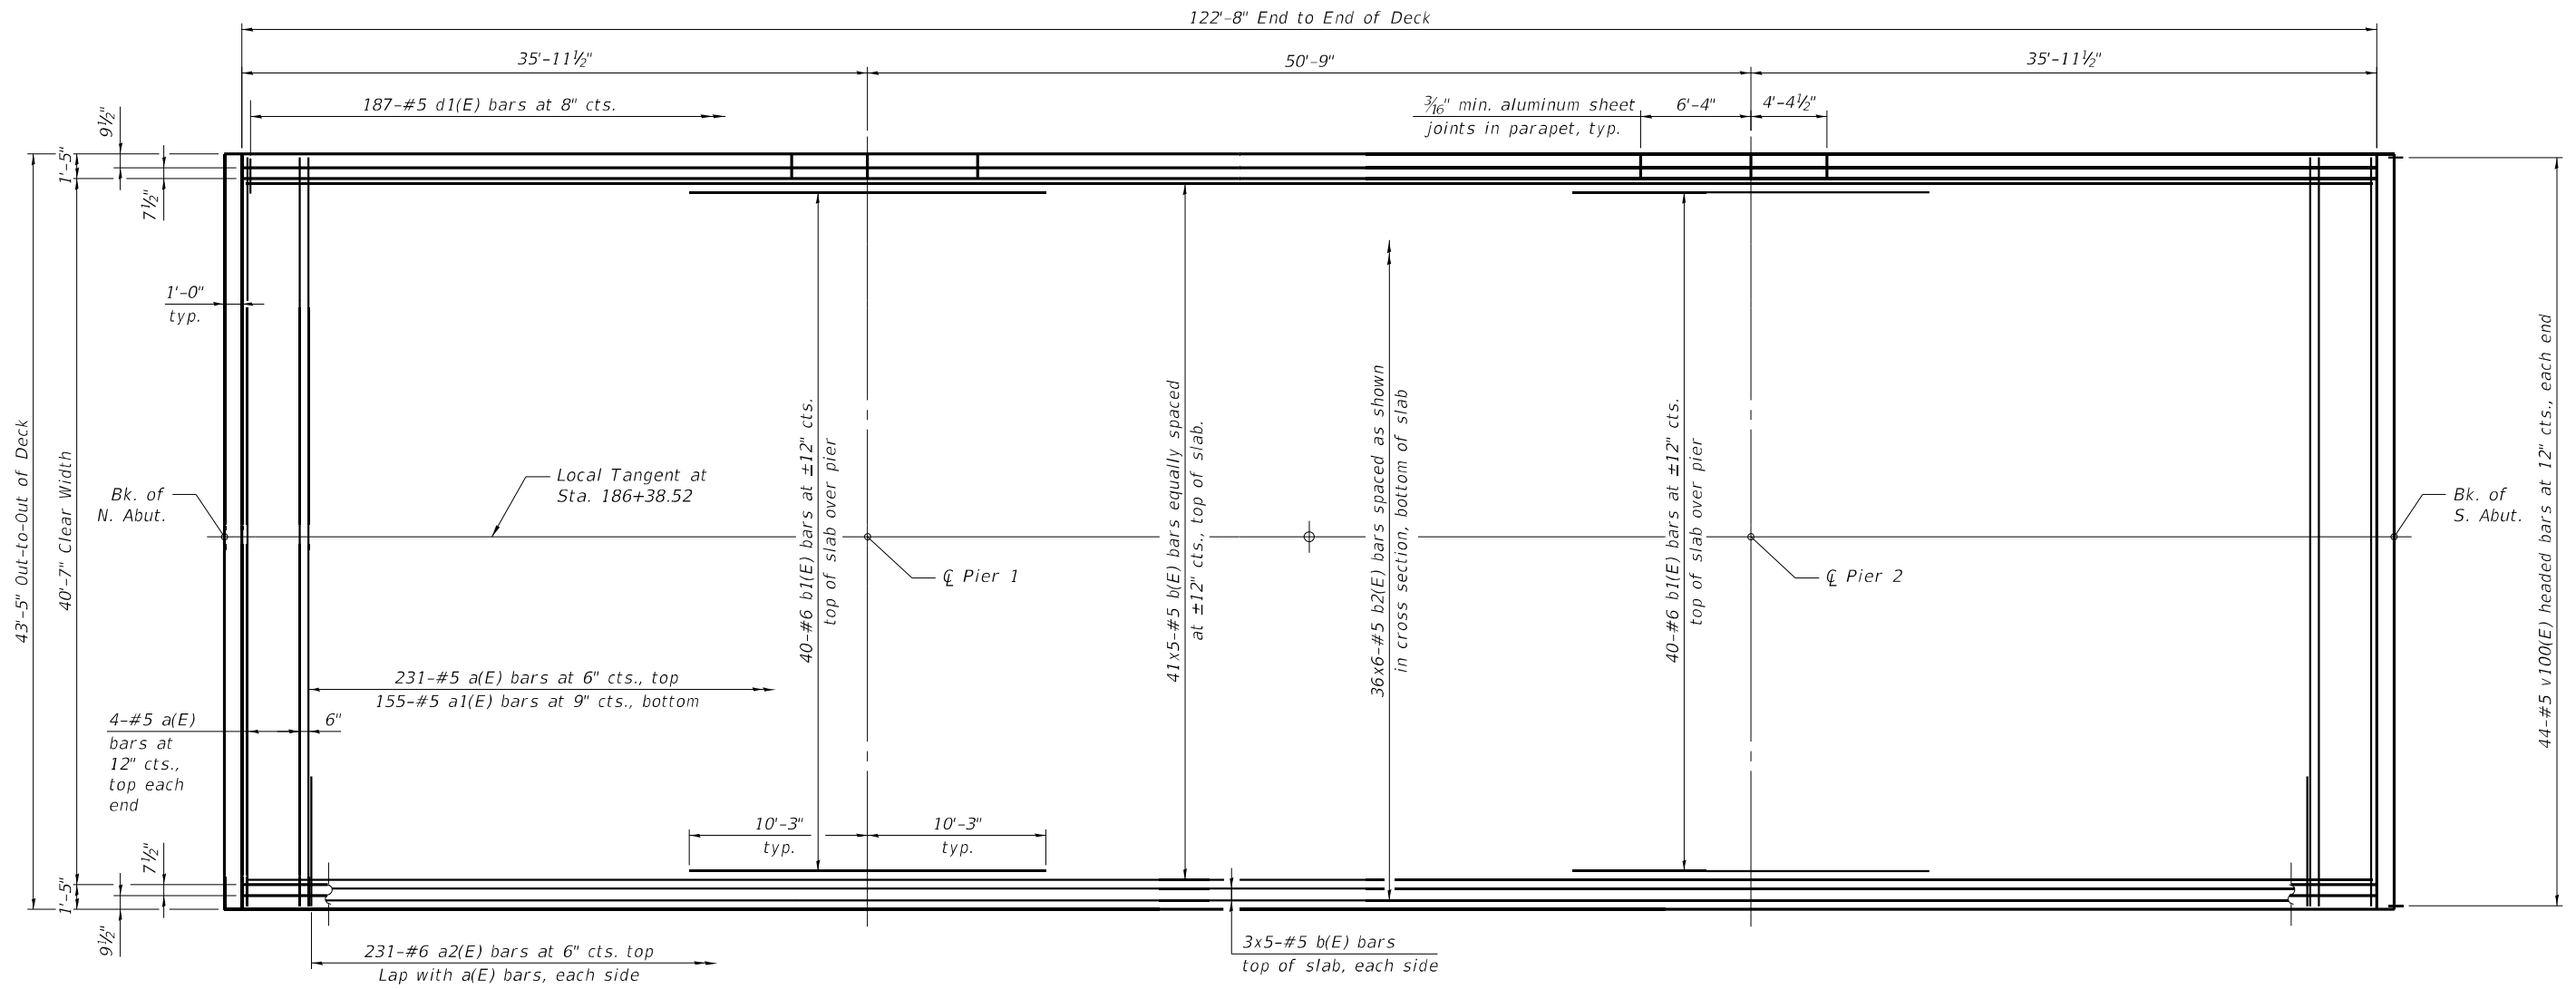 122'-8" End to End of Deck
35'-11½"
50'-9"
35'-11½"
187-#5 d1(E) bars at 8" cts.
3/16" min. aluminum sheet
joints in parapet, typ.
6'-4"
4'-4½"
9½"
1'-5"
7½"
1'-0"
typ.
43'-5" Out-to-Out of Deck
40'-7" Clear Width
Bk. of
N. Abut.
Local Tangent at
Sta. 186+38.52
40-#6 b1(E) bars at ±12" cts.
top of slab over pier
℄ Pier 1
41x5-#5 b(E) bars equally spaced
at ±12" cts., top of slab.
36x6-#5 b2(E) bars spaced as shown
in cross section, bottom of slab
40-#6 b1(E) bars at ±12" cts.
top of slab over pier
℄ Pier 2
Bk. of
S. Abut.
44-#5 v100(E) headed bars at 12" cts., each end
231-#5 a(E) bars at 6" cts., top
155-#5 a1(E) bars at 9" cts., bottom
4-#5 a(E)
bars at
12" cts.,
top each
end
6"
10'-3"
typ.
10'-3"
typ.
7½"
1'-5"
9½"
231-#6 a2(E) bars at 6" cts. top
Lap with a(E) bars, each side
3x5-#5 b(E) bars
top of slab, each side